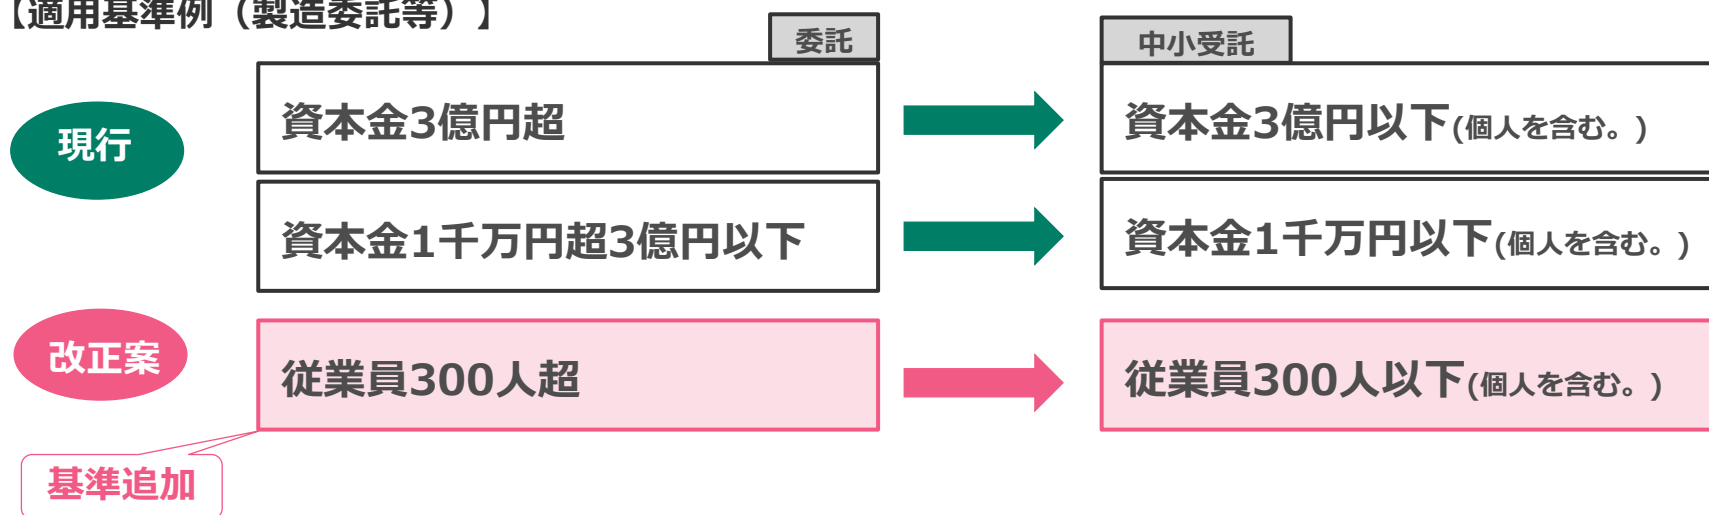 【適用基準例（製造委託等）】
委託
中小受託
現行
資本金3億円超
資本金3億円以下(個人を含む。)
資本金1千万円超3億円以下
資本金1千万円以下(個人を含む。)
改正案
従業員300人超
従業員300人以下(個人を含む。)
基準追加